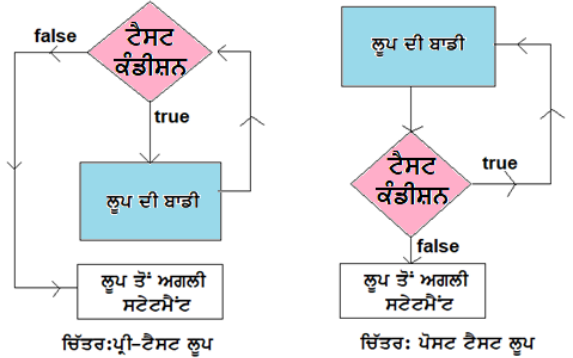 false
ਟੈਸਟ
ਕੰਡੀਸ਼ਨ
true
ਲੂਪ ਦੀ ਬਾਡੀ
ਲੂਪ ਤੋਂ ਅਗਲੀ
ਸਟੇਟਮੈਂਟ
ਚਿੱਤਰ:ਪ੍ਰੀ-ਟੈਸਟ ਲੂਪ
ਲੂਪ ਦੀ ਬਾਡੀ
ਟੈਸਟ
ਕੰਡੀਸ਼ਨ
true
false
ਲੂਪ ਤੋਂ ਅਗਲੀ
ਸਟੇਟਮੈਂਟ
ਚਿੱਤਰ: ਪੋਸਟ ਟੈਸਟ ਲੂਪ